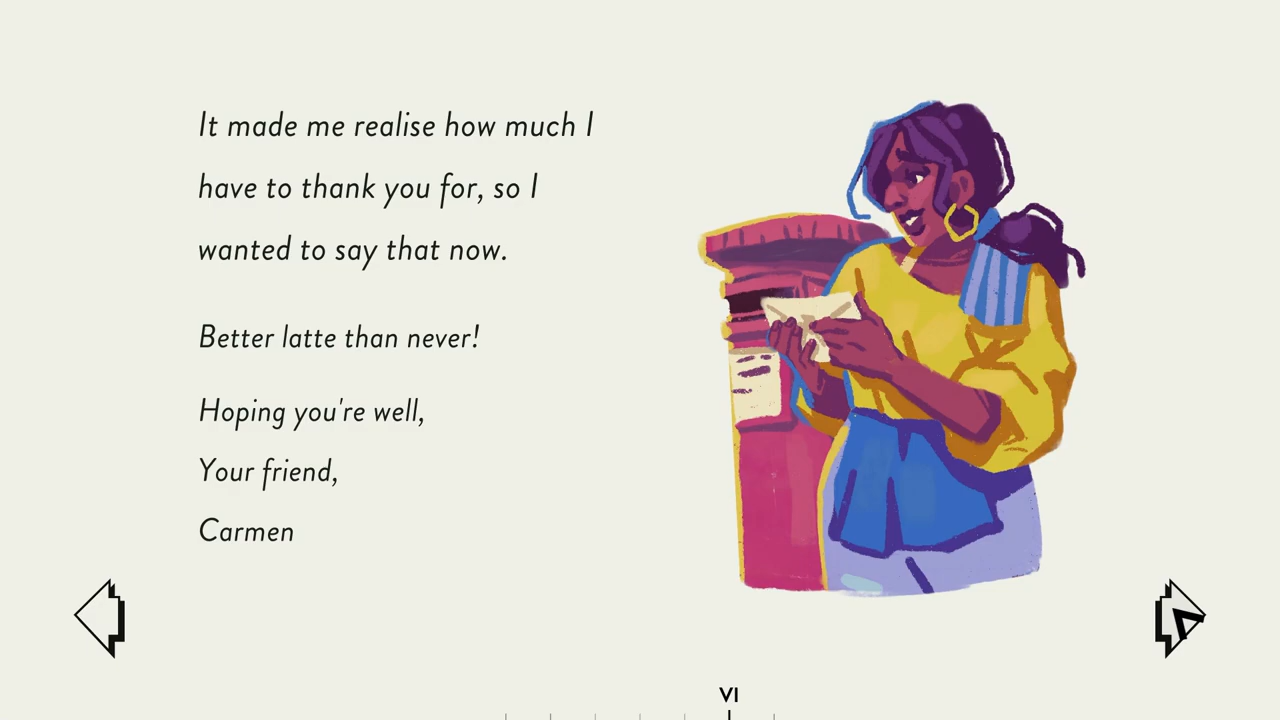 It made me realise how much I
have to thank you for, so I
wanted to say that now.
Better latte than never!
Hoping you're well,
Your friend,
Carmen
VI